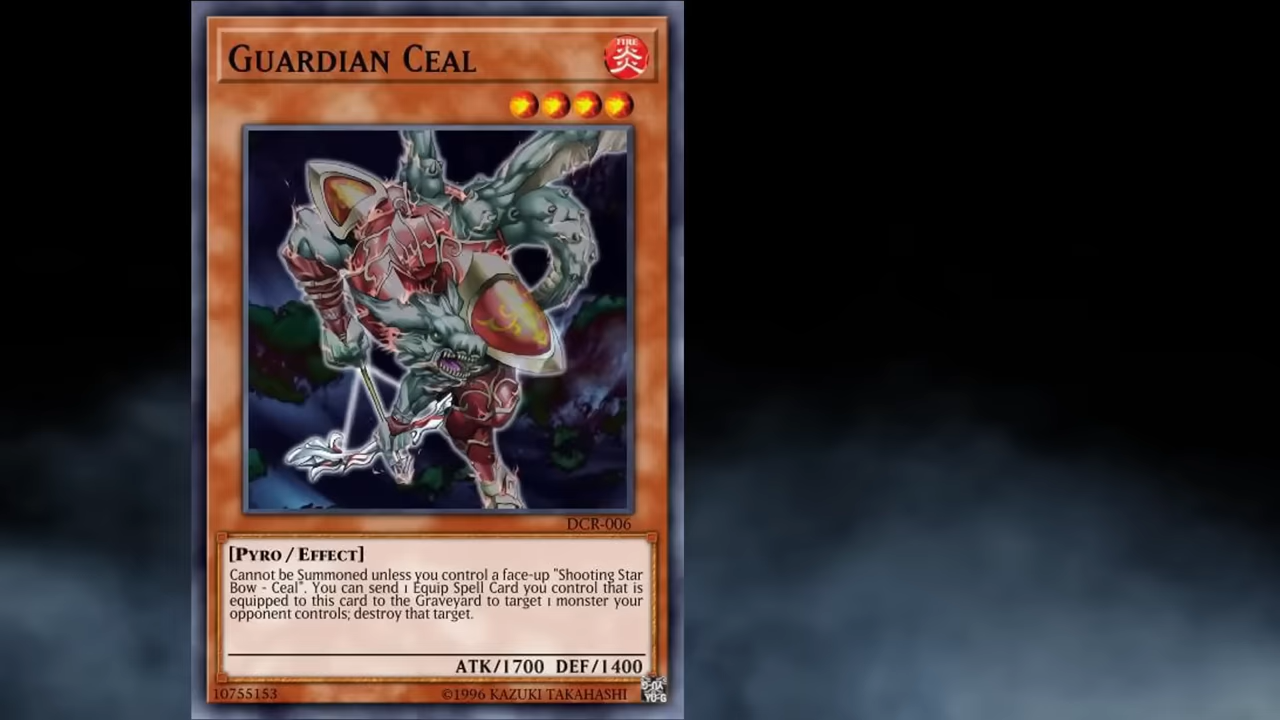 GUARDIAN CEAL
FIRE
炎
DCR-006
[PYRO / EFFECT]
Cannot be Summoned unless you control a face-up "Shooting Star
Bow - Ceal". You can send 1 Equip Spell Card you control that is
equipped to this card to the Graveyard to target 1 monster your
opponent controls; destroy that target.
ATK/1700 DEF/1400
10755153
©1996 KAZUKI TAKAHASHI